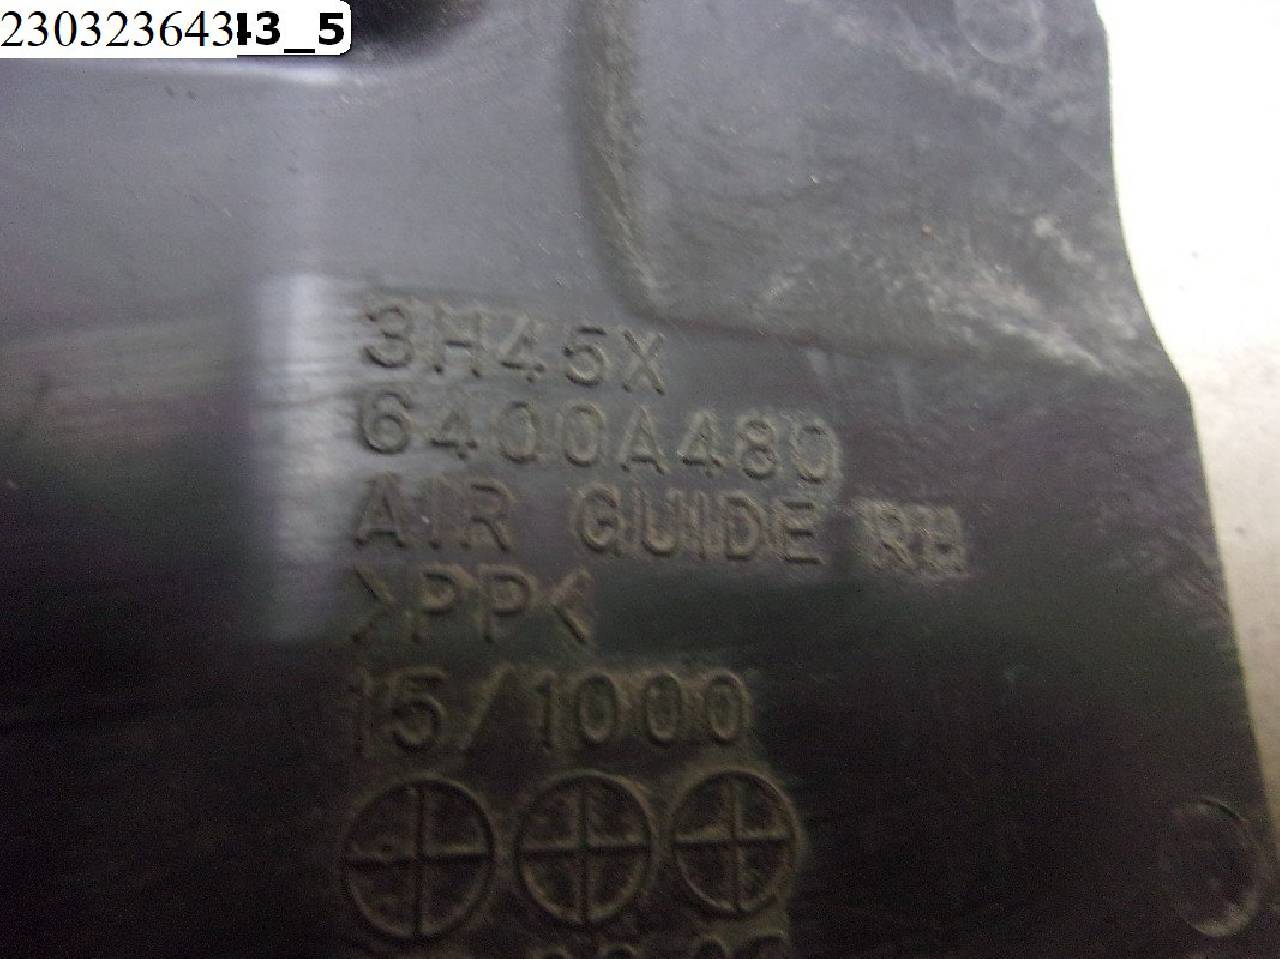 23032364343_5
3H45X
6400A480
AIR GUIDE RH
>PP<
15/1000